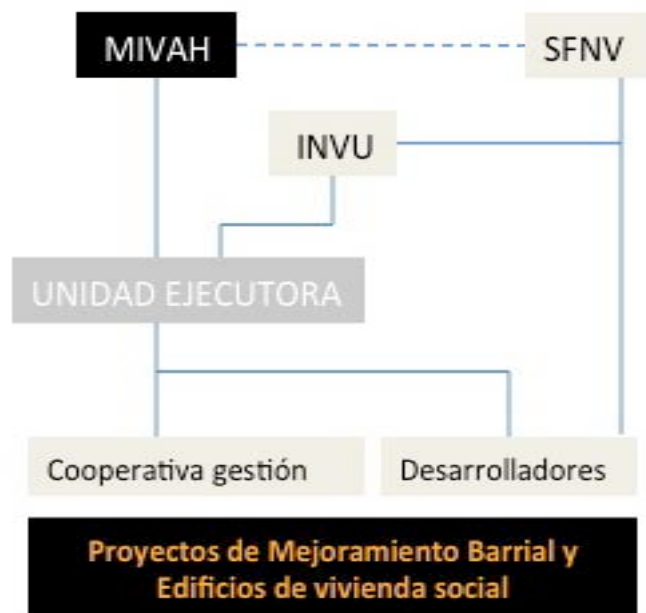 MIVAH
SFNV
INVU
UNIDAD EJECUTORA
Cooperativa gestión
Desarrolladores
Proyectos de Mejoramiento Barrial y
Edificios de vivienda social